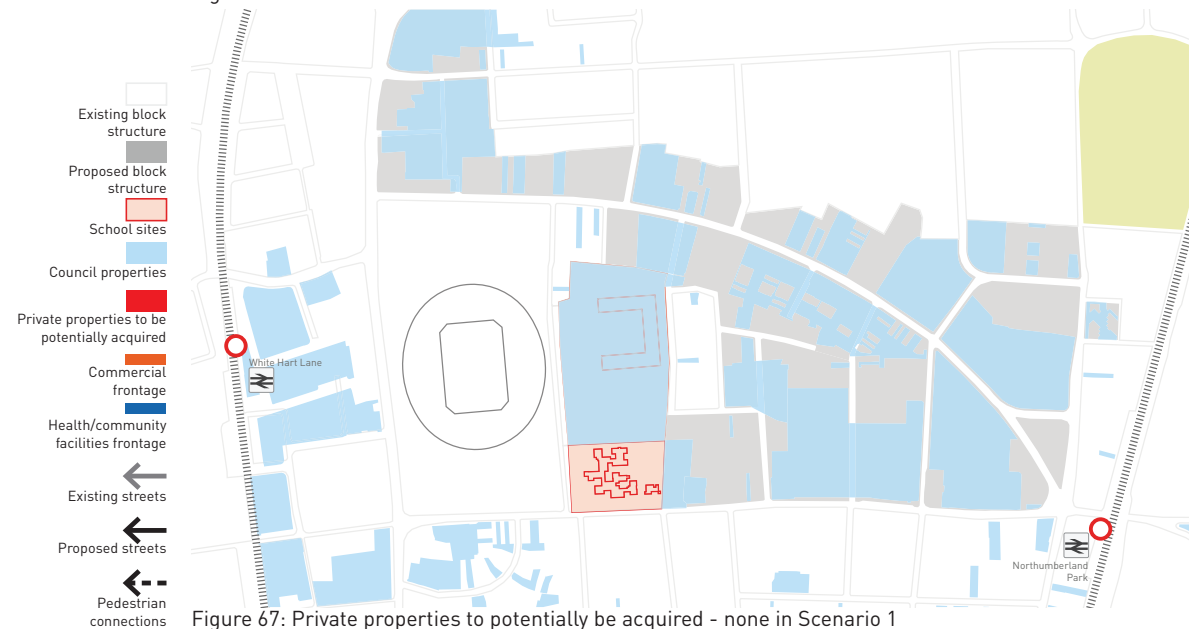 Existing block
structure
Proposed block
structure
School sites
Council properties
Private properties to be
potentially acquired
Commercial
frontage
Health/community
facilities frontage
Existing streets
Proposed streets
Pedestrian
connections
White Hart Lane
Northumberland
Park
Figure 67: Private properties to potentially be acquired - none in Scenario 1